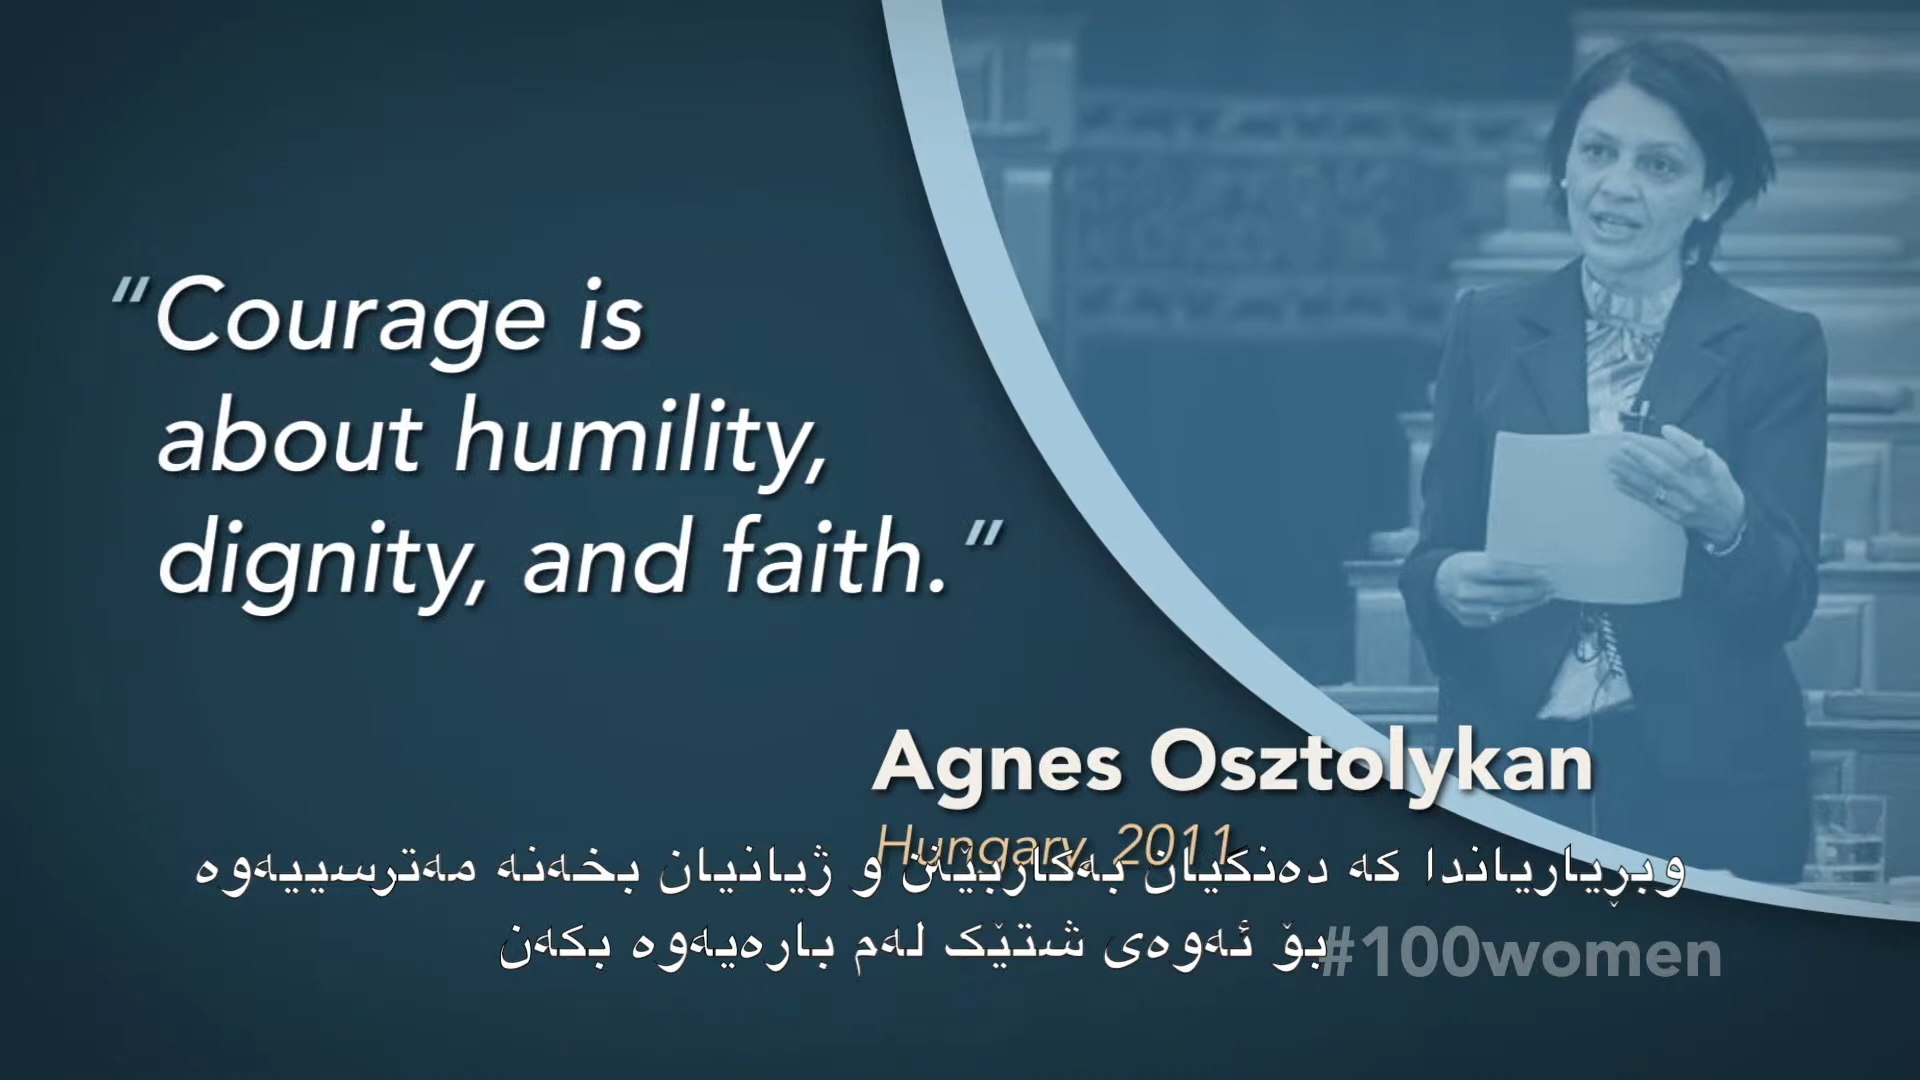 “Courage is
about humility,
dignity, and faith.”
Agnes Osztolykan
Hungary, 2011
وبڕیاریاندا کە دەنکیان بەکاربێنن و ژیانیان بخەنە مەترسییەوە
بۆ ئەوەی شتێک لەم بارەیەوە بکەن
#100women